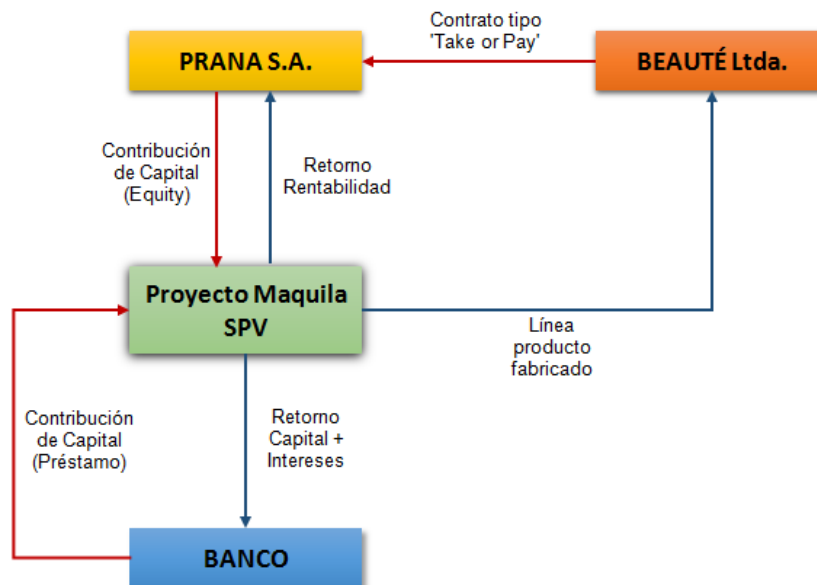 Contrato tipo
'Take or Pay'
PRANA S.A.
BEAUTÉ Ltda.
Contribución
de Capital
(Equity)
Retorno
Rentabilidad
Proyecto Maquila
SPV
Línea
producto
fabricado
Contribución
de Capital
(Préstamo)
Retorno
Capital +
Intereses
BANCO